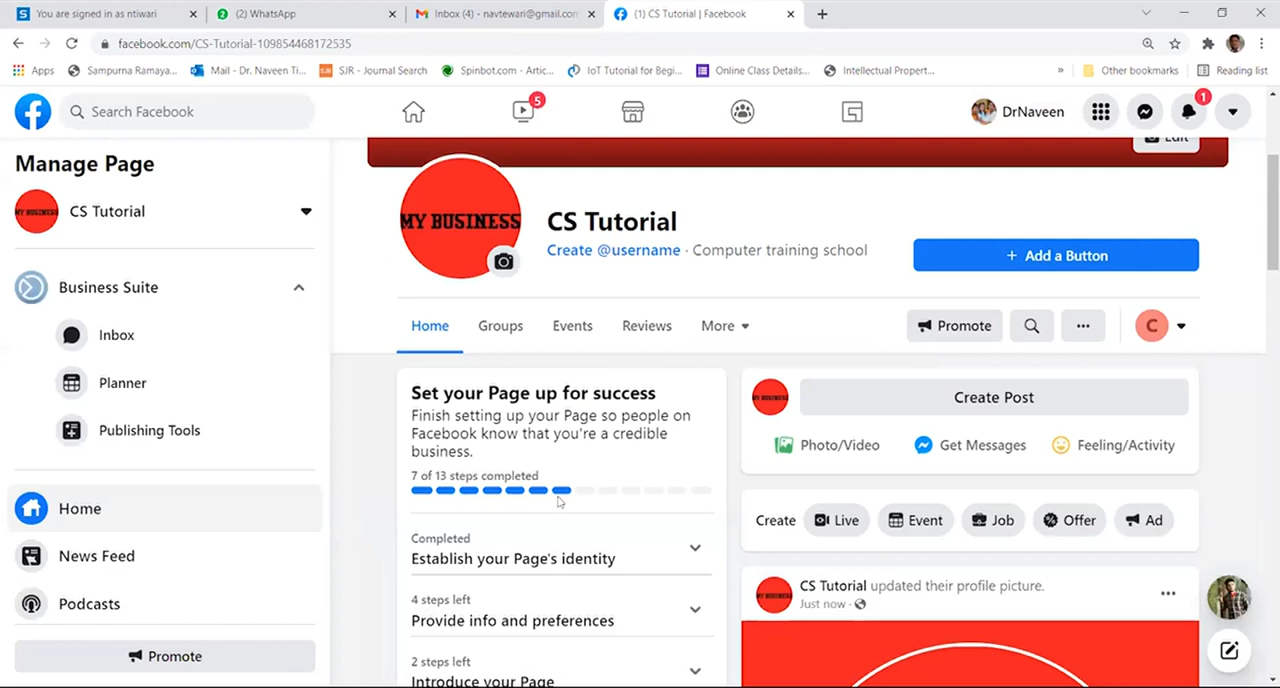 You are signed in as ntiwari
(2) WhatsApp
Inbox (4) - navtewari@gmail.con
(1) CS Tutorial | Facebook
facebook.com/CS-Tutorial-109854468172535
Apps
Sampurna Ramaya...
Mail - Dr. Naveen Ti...
SJR - Journal Search
Spinbot.com - Artic...
IoT Tutorial for Begi...
Online Class Details...
Intellectual Propert...
»
Other bookmarks
Reading list
Search Facebook
5
DrNaveen
1
Manage Page
CS Tutorial
Business Suite
Inbox
Planner
Publishing Tools
Home
News Feed
Podcasts
Promote
Edit
MY BUSINESS
CS Tutorial
Create @username · Computer training school
+ Add a Button
Home
Groups
Events
Reviews
More
Promote
C
Set your Page up for success
Finish setting up your Page so people on
Facebook know that you're a credible
business.
7 of 13 steps completed
Completed
Establish your Page's identity
4 steps left
Provide info and preferences
2 steps left
Introduce your Page
Create Post
Photo/Video
Get Messages
Feeling/Activity
Create
Live
Event
Job
Offer
Ad
CS Tutorial updated their profile picture.
Just now ·